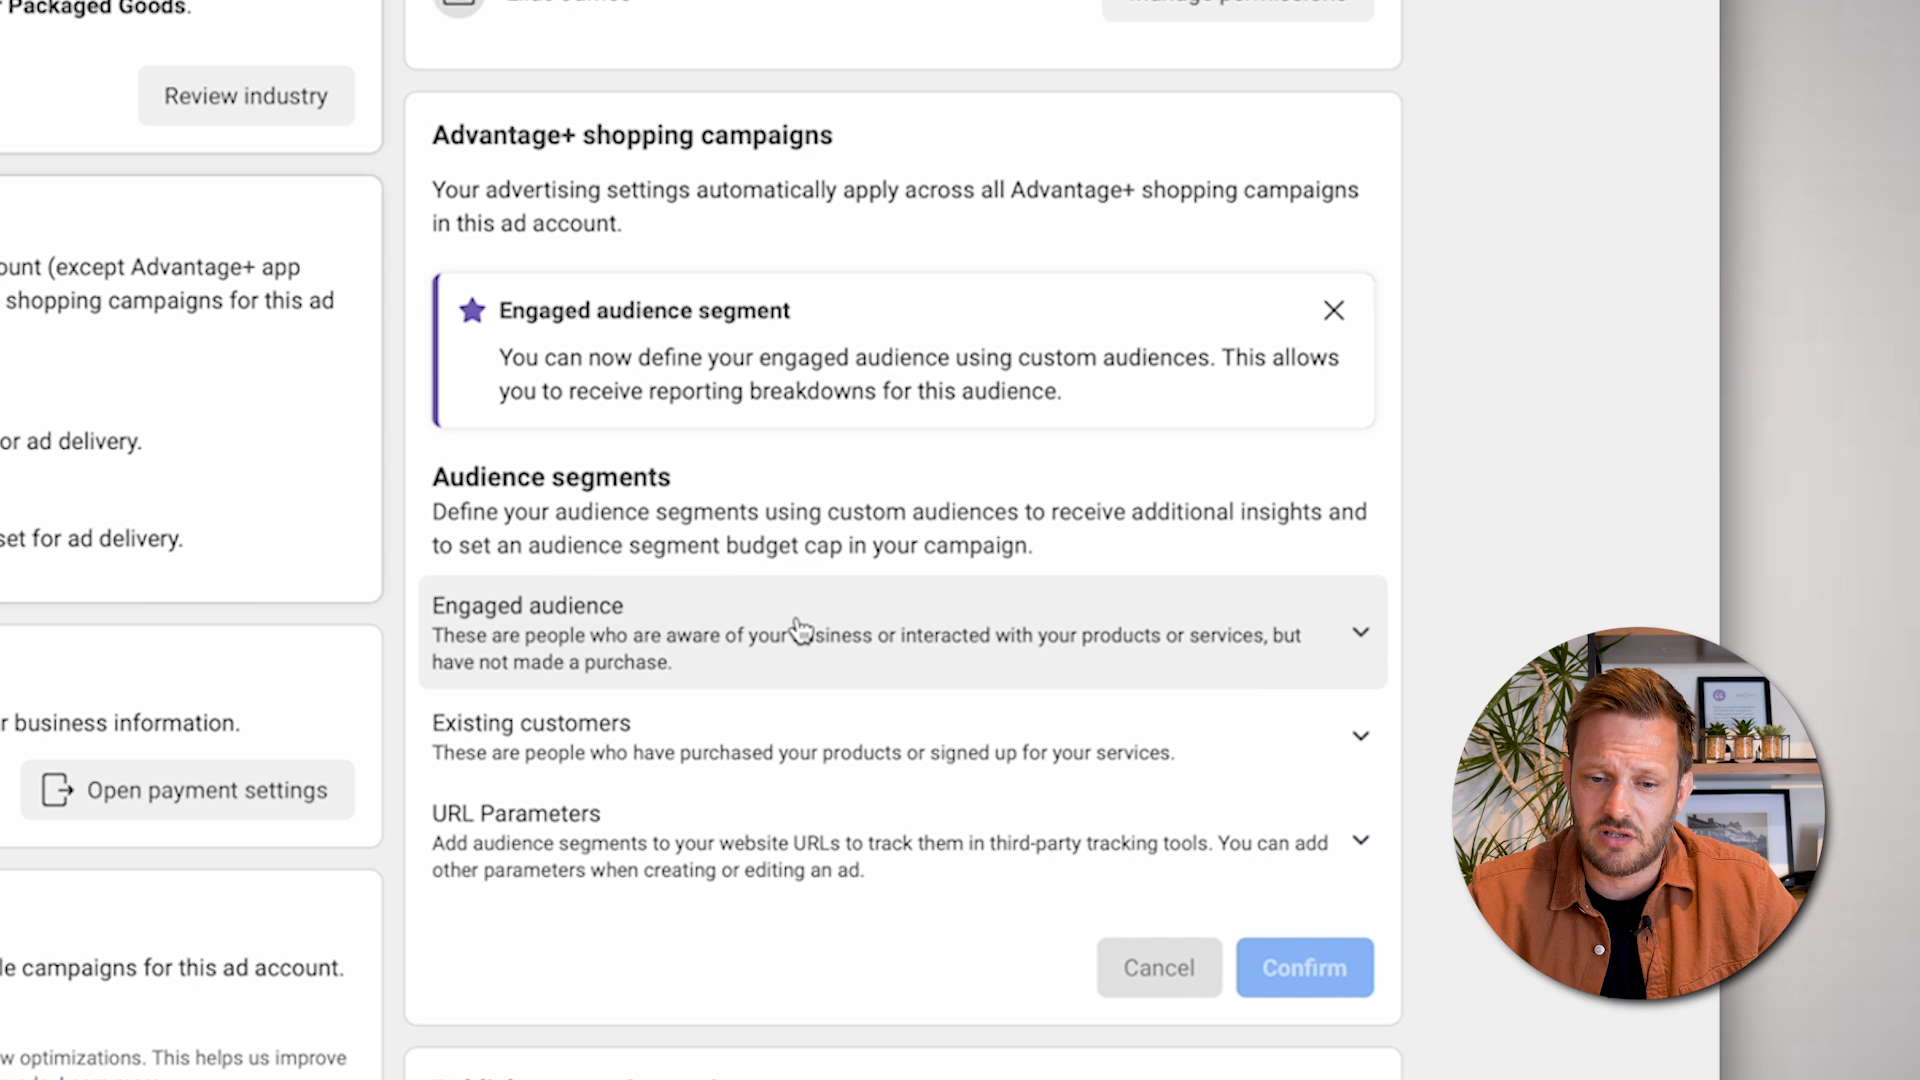 Packaged Goods.
Review industry
ount (except Advantage+ app
shopping campaigns for this ad
or ad delivery.
set for ad delivery.
r business information.
Open payment settings
le campaigns for this ad account.
w optimizations. This helps us improve
Advantage+ shopping campaigns
Your advertising settings automatically apply across all Advantage+ shopping campaigns
in this ad account.
Engaged audience segment
You can now define your engaged audience using custom audiences. This allows
you to receive reporting breakdowns for this audience.
Audience segments
Define your audience segments using custom audiences to receive additional insights and
to set an audience segment budget cap in your campaign.
Engaged audience
These are people who are aware of your business or interacted with your products or services, but
have not made a purchase.
Existing customers
These are people who have purchased your products or signed up for your services.
URL Parameters
Add audience segments to your website URLs to track them in third-party tracking tools. You can add
other parameters when creating or editing an ad.
Cancel
Confirm